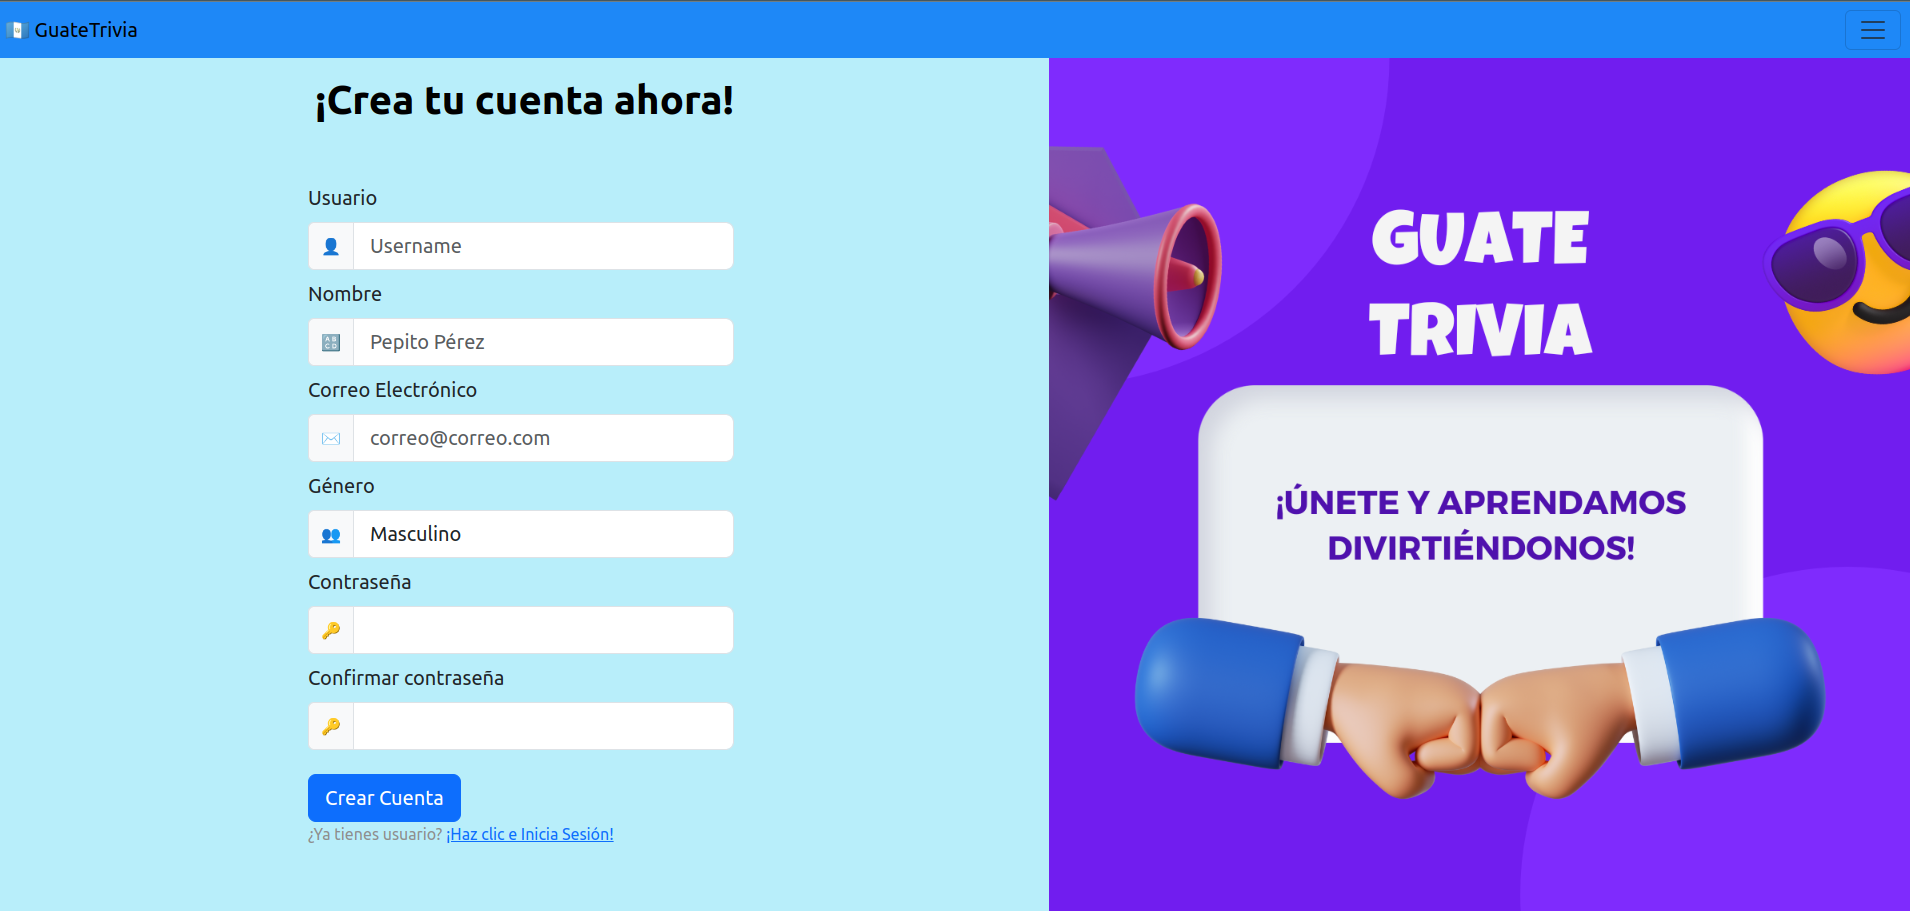 GuateTrivia
¡Crea tu cuenta ahora!
Usuario
Username
Nombre
Pepito Pérez
Correo Electrónico
correo@correo.com
Género
Masculino
Contraseña
Confirmar contraseña
Crear Cuenta
¿Ya tienes usuario? ¡Haz clic e Inicia Sesión!
GUATE
TRIVIA
¡ÚNETE Y APRENDAMOS
DIVIRTIÉNDONOS!